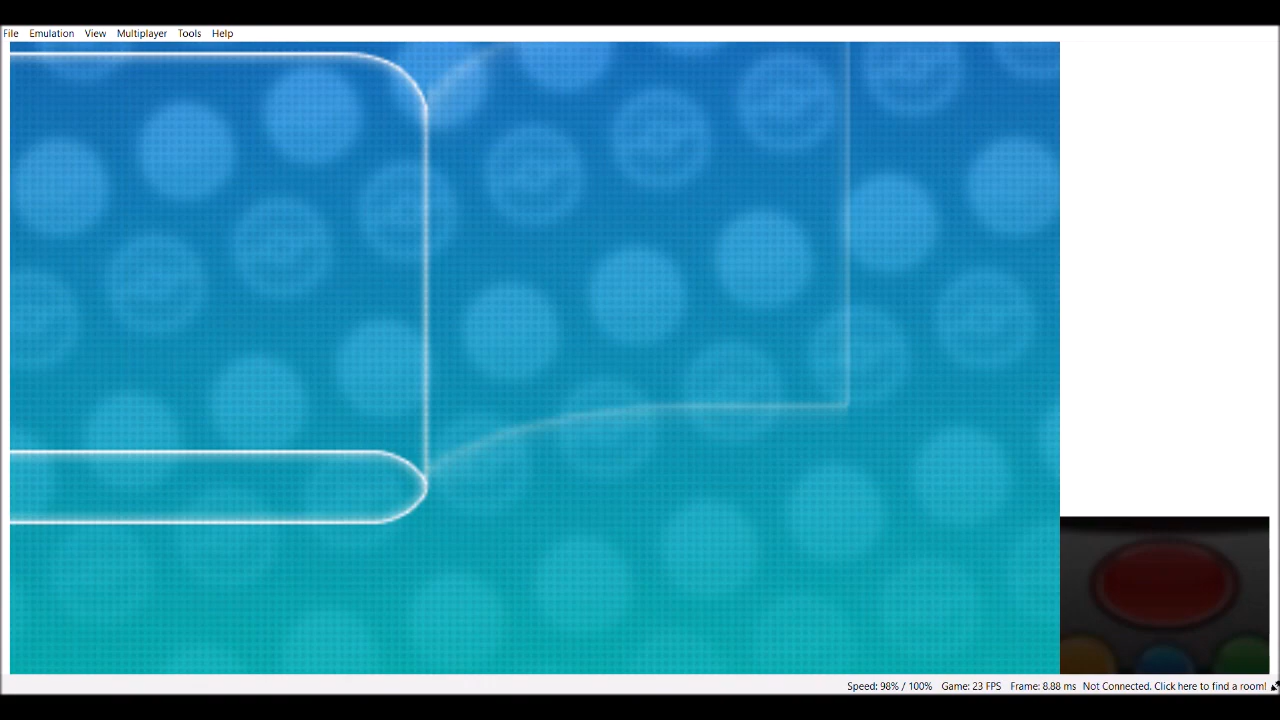 File Emulation View Multiplayer Tools Help
Speed: 98% / 100% Game: 23 FPS Frame: 8.88 ms Not Connected. Click here to find a room!